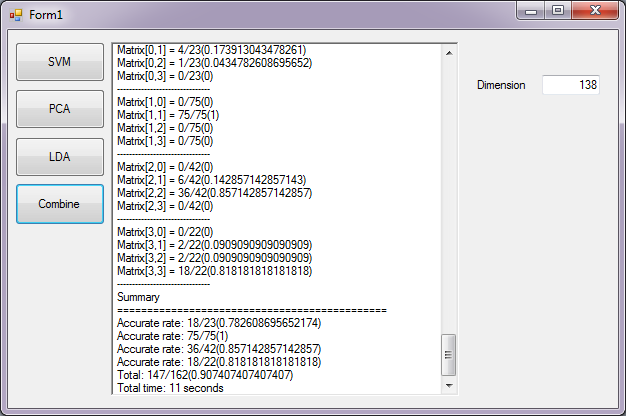 Form1
SVM
PCA
LDA
Combine
Matrix[0,1] = 4/23(0.173913043478261)
Matrix[0,2] = 1/23(0.0434782608695652)
Matrix[0,3] = 0/23(0)
-------------------------------
Matrix[1,0] = 0/75(0)
Matrix[1,1] = 75/75(1)
Matrix[1,2] = 0/75(0)
Matrix[1,3] = 0/75(0)
-------------------------------
Matrix[2,0] = 0/42(0)
Matrix[2,1] = 6/42(0.142857142857143)
Matrix[2,2] = 36/42(0.857142857142857)
Matrix[2,3] = 0/42(0)
-------------------------------
Matrix[3,0] = 0/22(0)
Matrix[3,1] = 2/22(0.0909090909090909)
Matrix[3,2] = 2/22(0.0909090909090909)
Matrix[3,3] = 18/22(0.818181818181818)
-------------------------------
Summary
=============================================
Accurate rate: 18/23(0.782608695652174)
Accurate rate: 75/75(1)
Accurate rate: 36/42(0.857142857142857)
Accurate rate: 18/22(0.818181818181818)
Total: 147/162(0.907407407407407)
Total time: 11 seconds
Dimension 138